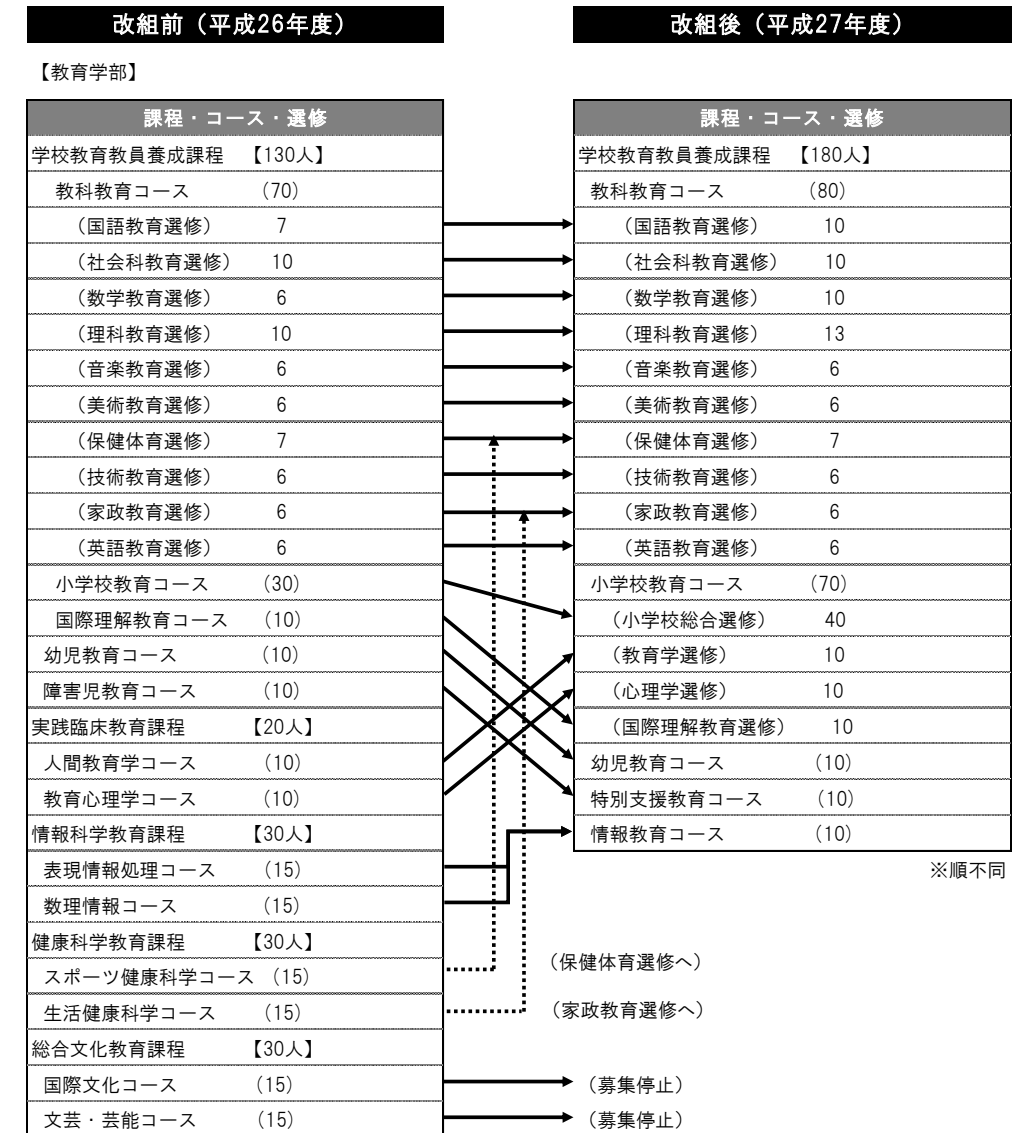 改組前（平成26年度）
【教育学部】
課程・コース・選修
学校教育教員養成課程 【130人】
教科教育コース (70)
（国語教育選修） 7
（社会科教育選修） 10
（数学教育選修） 6
（理科教育選修） 10
（音楽教育選修） 6
（美術教育選修） 6
（保健体育選修） 7
（技術教育選修） 6
（家政教育選修） 6
（英語教育選修） 6
小学校教育コース (30)
国際理解教育コース (10)
幼児教育コース (10)
障害児教育コース (10)
実践臨床教育課程 【20人】
人間教育学コース (10)
教育心理学コース (10)
情報科学教育課程 【30人】
表現情報処理コース (15)
数理情報コース (15)
健康科学教育課程 【30人】
スポーツ健康科学コース (15)
生活健康科学コース (15)
総合文化教育課程 【30人】
国際文化コース (15)
文芸・芸能コース (15)
改組後（平成27年度）
課程・コース・選修
学校教育教員養成課程 【180人】
教科教育コース (80)
（国語教育選修） 10
（社会科教育選修） 10
（数学教育選修） 10
（理科教育選修） 13
（音楽教育選修） 6
（美術教育選修） 6
（保健体育選修） 7
（技術教育選修） 6
（家政教育選修） 6
（英語教育選修） 6
小学校教育コース (70)
（小学校総合選修） 40
（教育学選修） 10
（心理学選修） 10
（国際理解教育選修） 10
幼児教育コース (10)
特別支援教育コース (10)
情報教育コース (10)
※順不同
（保健体育選修へ）
（家政教育選修へ）
（募集停止）
（募集停止）